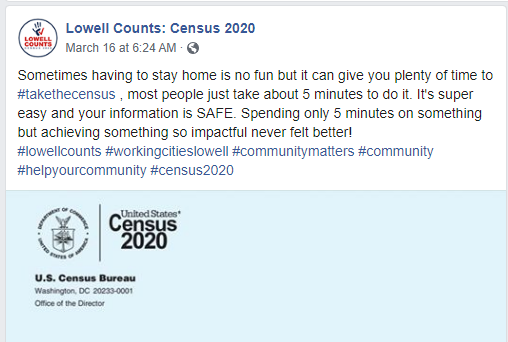 LOWELL
COUNTS
Lowell Counts: Census 2020
March 16 at 6:24 AM ·
Sometimes having to stay home is no fun but it can give you plenty of time to
#takethecensus , most people just take about 5 minutes to do it. It's super
easy and your information is SAFE. Spending only 5 minutes on something
but achieving something so impactful never felt better!
#lowellcounts #workingcitieslowell #communitymatters #community
#helpyourcommunity #census2020
DEPARTMENT OF COMMERCE
UNITED STATES OF AMERICA
United States*
Census
2020
U.S. Census Bureau
Washington, DC 20233-0001
Office of the Director